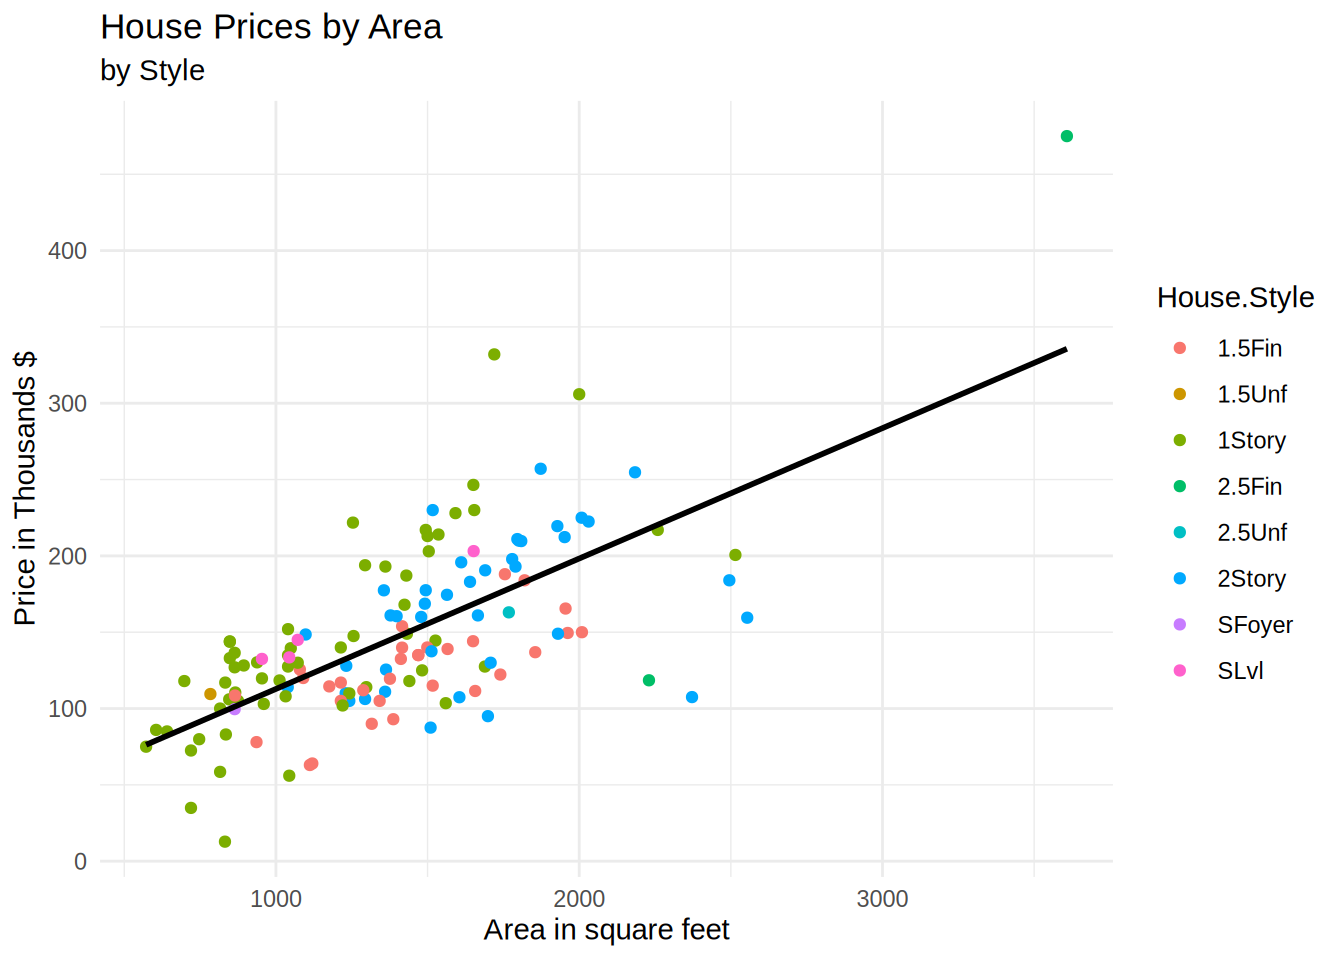 House Prices by Area
by Style
Price in Thousands $
400
300
200
100
0
1000 2000 3000
Area in square feet
House.Style
1.5Fin
1.5Unf
1Story
2.5Fin
2.5Unf
2Story
SFoyer
SLvl